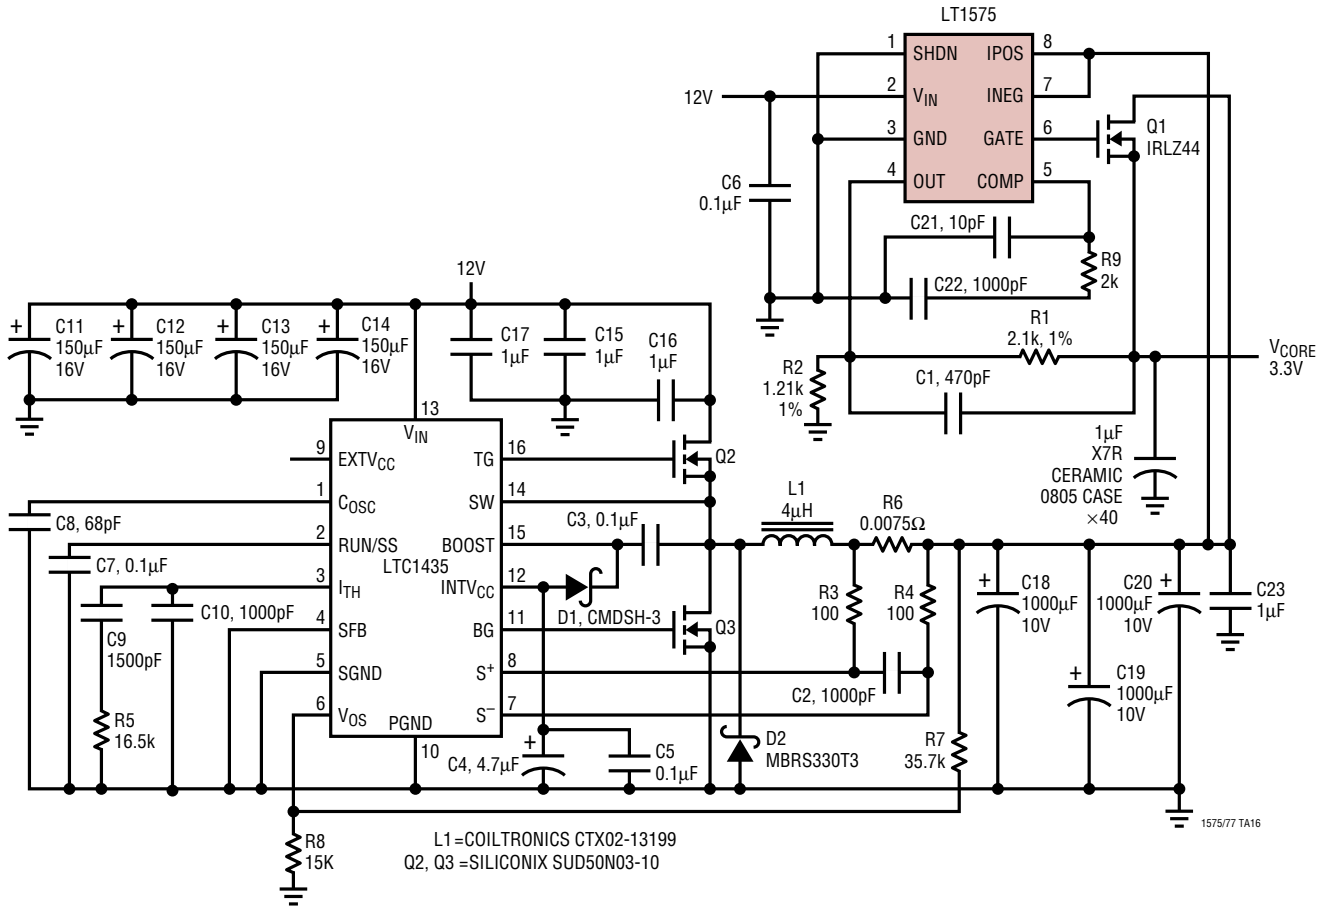 LT1575
1 SHDN IPOS 8
2 VIN INEG 7
3 GND GATE 6
4 OUT COMP 5
12V
Q1
IRLZ44
C6
0.1µF
C21, 10pF
R9
2k
C22, 1000pF
R1
2.1k, 1%
R2
1.21k
1%
C1, 470pF
VCORE
3.3V
1µF
X7R
CERAMIC
0805 CASE
×40
12V
+ C11
150µF
16V
+ C12
150µF
16V
+ C13
150µF
16V
+ C14
150µF
16V
C17
1µF
C15
1µF
C16
1µF
13
VIN
9 EXTVCC TG 16
1 COSC SW 14
2 RUN/SS BOOST 15
LTC1435
3 ITH INTVCC 12
4 SFB BG 11
5 SGND S+ 8
6 VOS S– 7
PGND
10
Q2
C8, 68pF
C7, 0.1µF
C10, 1000pF
C9
1500pF
R5
16.5k
C3, 0.1µF
D1, CMDSH-3
Q3
L1
4µH
R6
0.0075Ω
R3
100
R4
100
C2, 1000pF
+
C4, 4.7µF
C5
0.1µF
D2
MBRS330T3
R7
35.7k
+ C18
1000µF
10V
+ C19
1000µF
10V
C20 +
1000µF
10V
C23
1µF
R8
15K
L1=COILTRONICS CTX02-13199
Q2, Q3 =SILICONIX SUD50N03-10
1575/77 TA16